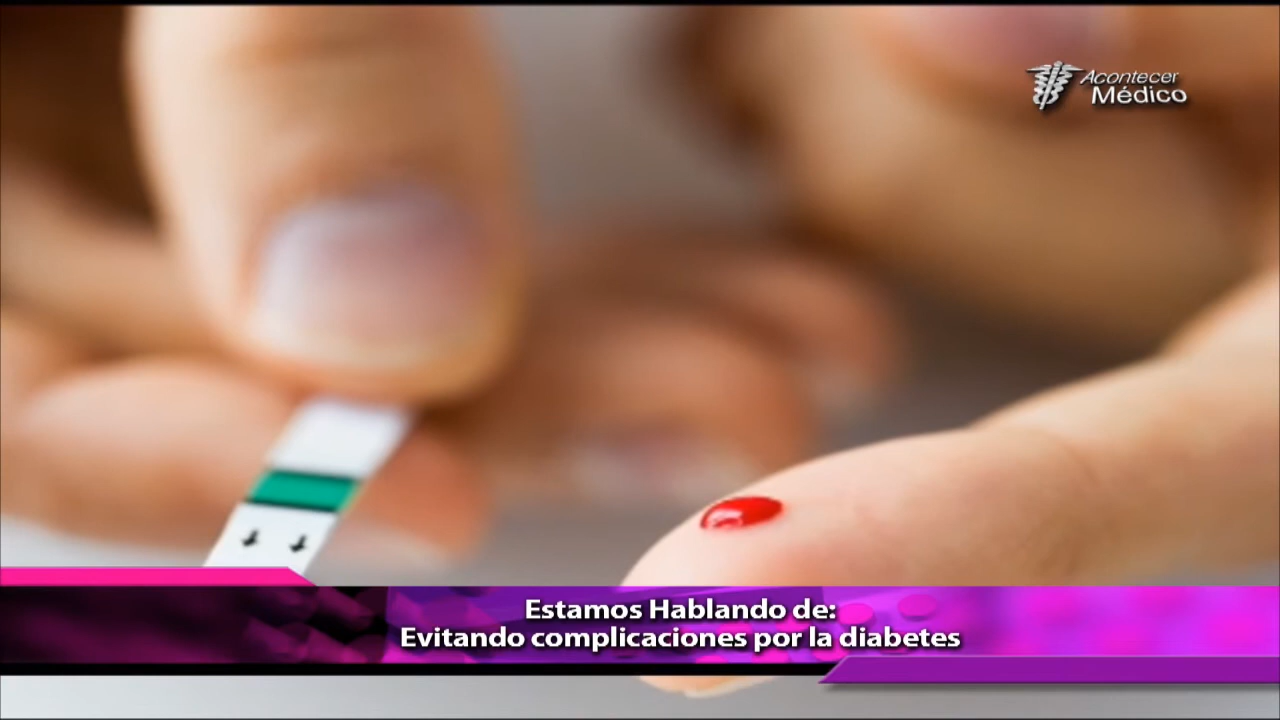 Acontecer
Médico
Estamos Hablando de:
Evitando complicaciones por la diabetes